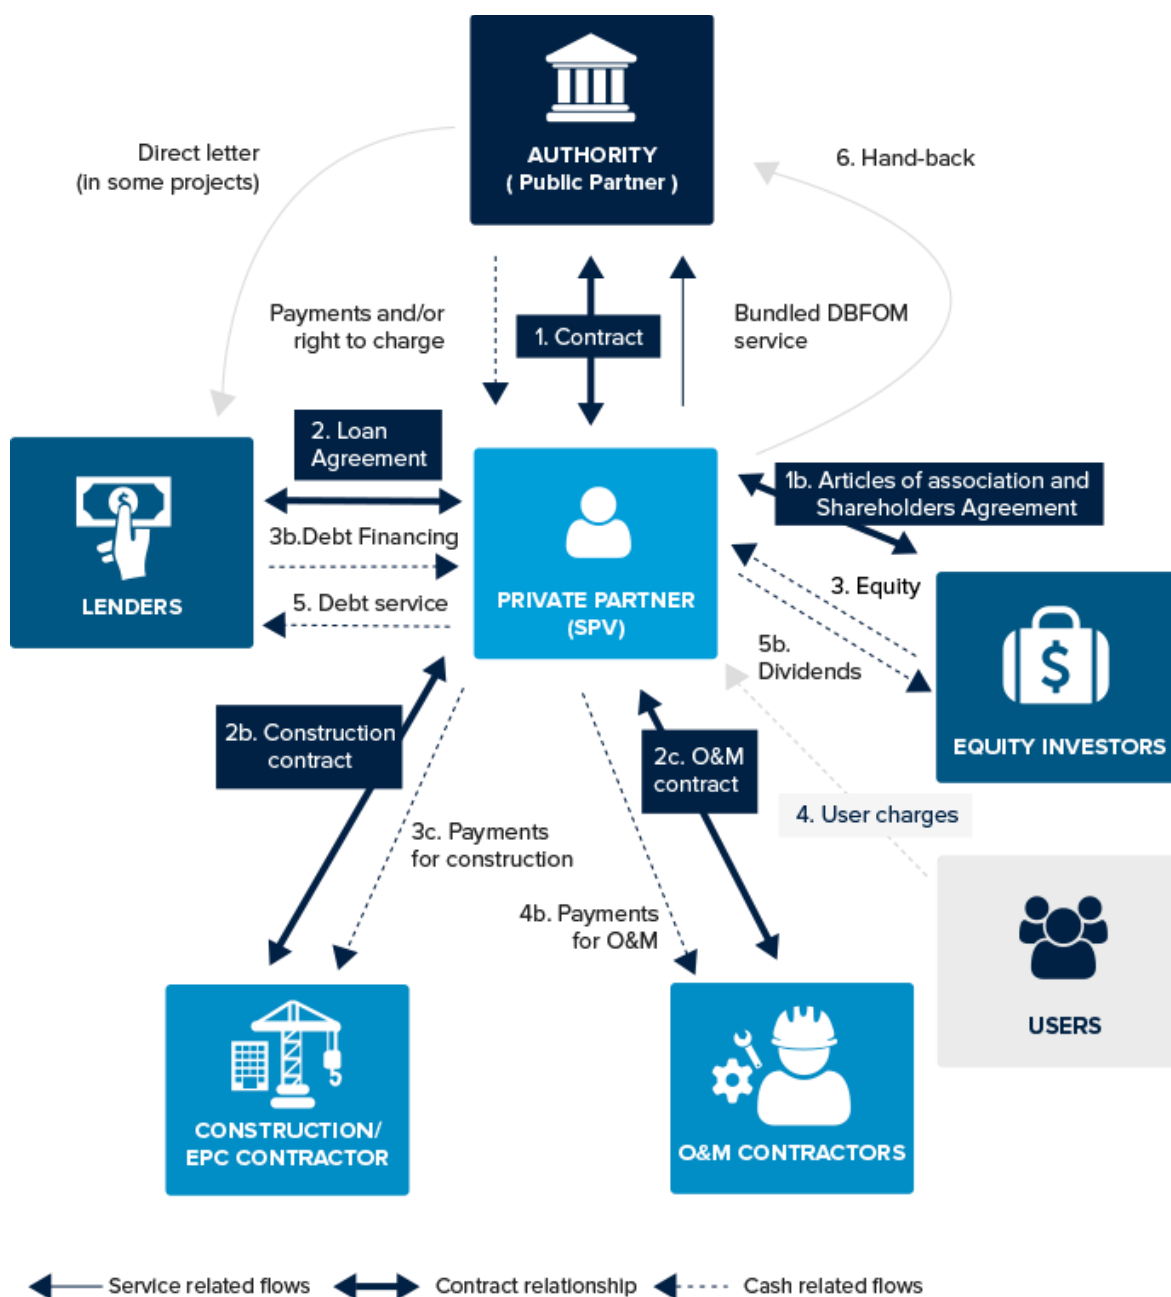 AUTHORITY
( Public Partner )
Direct letter
(in some projects)
6. Hand-back
Payments and/or
right to charge
1. Contract
Bundled DBFOM
service
2. Loan
Agreement
1b. Articles of association and
Shareholders Agreement
3b.Debt Financing
5. Debt service
LENDERS
PRIVATE PARTNER
(SPV)
3. Equity
5b.
Dividends
$
EQUITY INVESTORS
2b. Construction
contract
2c. O&M
contract
4. User charges
3c. Payments
for construction
4b. Payments
for O&M
USERS
CONSTRUCTION/
EPC CONTRACTOR
O&M CONTRACTORS
Service related flows
Contract relationship
Cash related flows